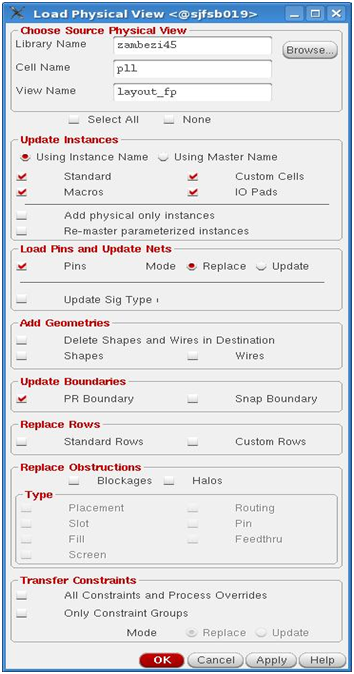 Load Physical View <@sjfsb019>
Choose Source Physical View
Library Name zambezi45 Browse...
Cell Name pll
View Name layout_fp
Select All None
Update Instances
Using Instance Name Using Master Name
Standard Custom Cells
Macros IO Pads
Add physical only instances
Re-master parameterized instances
Load Pins and Update Nets
Pins Mode Replace Update
Update Sig Type
Add Geometries
Delete Shapes and Wires in Destination
Shapes Wires
Update Boundaries
PR Boundary Snap Boundary
Replace Rows
Standard Rows Custom Rows
Replace Obstructions
Blockages Halos
Type
Placement Routing
Slot Pin
Fill Feedthru
Screen
Transfer Constraints
All Constraints and Process Overrides
Only Constraint Groups
Mode Replace Update
OK Cancel Apply Help